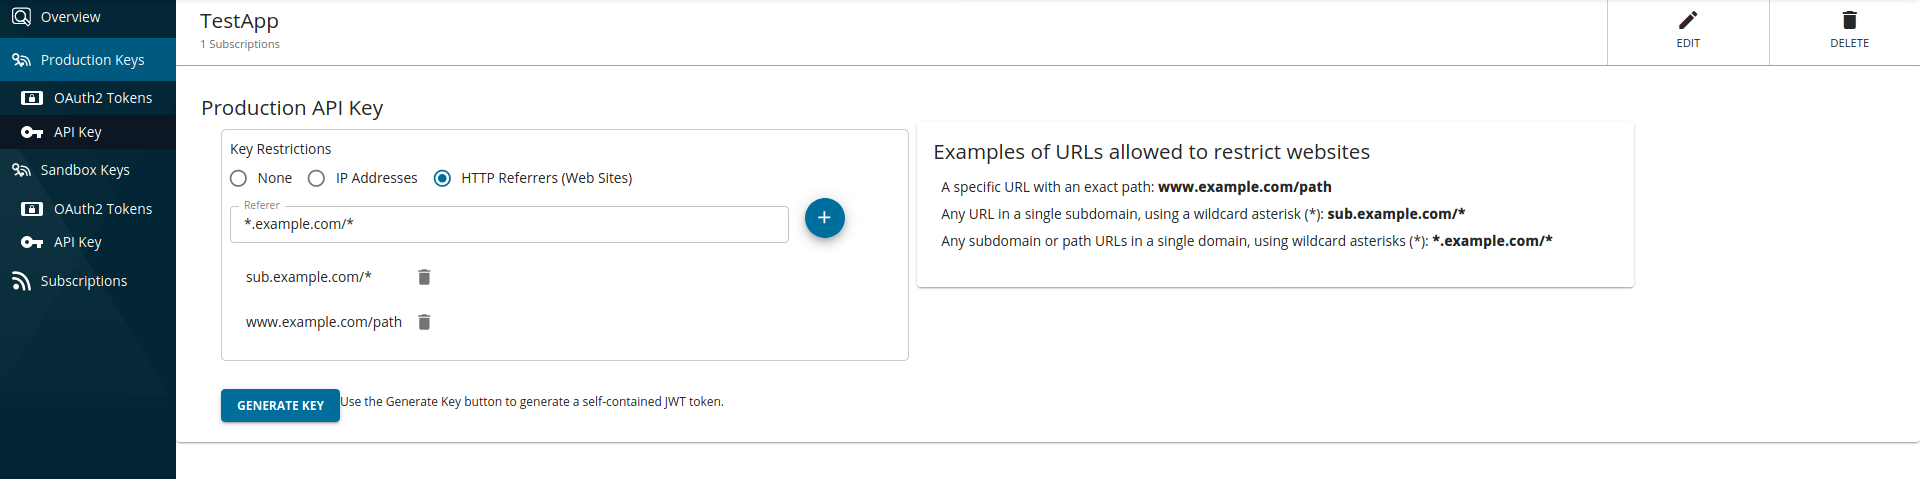 Overview
Production Keys
OAuth2 Tokens
API Key
Sandbox Keys
OAuth2 Tokens
API Key
Subscriptions
TestApp
1 Subscriptions
EDIT
DELETE
Production API Key
Key Restrictions
None
IP Addresses
HTTP Referrers (Web Sites)
Referer
*.example.com/*
sub.example.com/*
www.example.com/path
GENERATE KEY
Use the Generate Key button to generate a self-contained JWT token.
Examples of URLs allowed to restrict websites
A specific URL with an exact path: www.example.com/path
Any URL in a single subdomain, using a wildcard asterisk (*): sub.example.com/*
Any subdomain or path URLs in a single domain, using wildcard asterisks (*): *.example.com/*